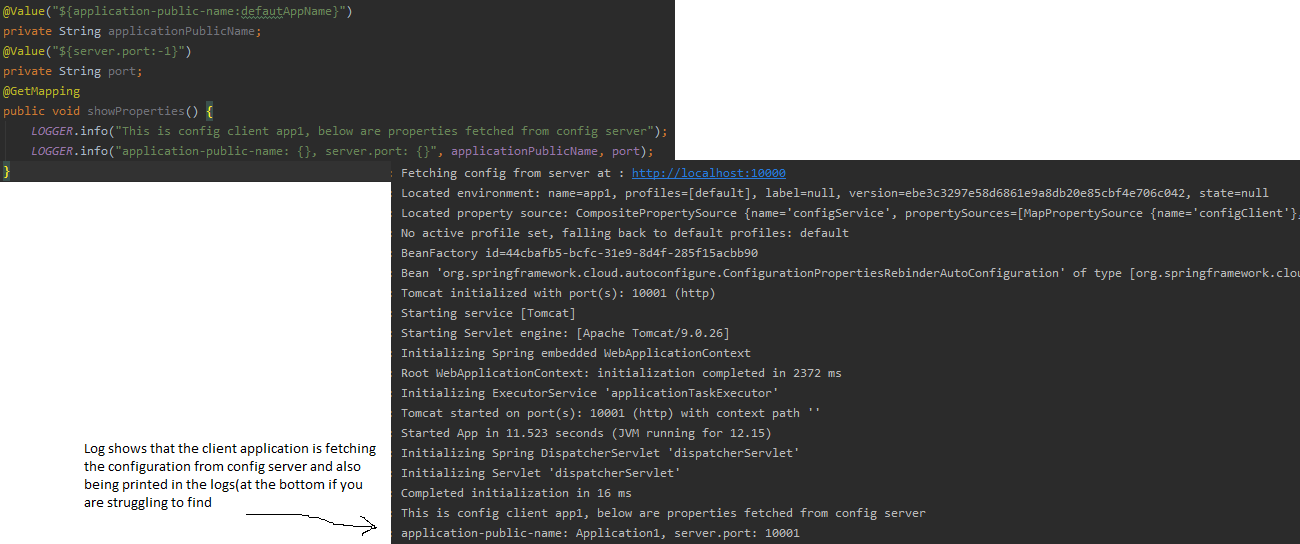 @Value("${application-public-name:defautAppName}")
private String applicationPublicName;
@Value("${server.port:-1}")
private String port;
@GetMapping
public void showProperties() {
LOGGER.info("This is config client app1, below are properties fetched from config server");
LOGGER.info("application-public-name: {}, server.port: {}", applicationPublicName, port);
}
: Fetching config from server at : http://localhost:10000
: Located environment: name=app1, profiles=[default], label=null, version=ebe3c3297e58d6861e9a8db20e85cbf4e706c042, state=null
: Located property source: CompositePropertySource {name='configService', propertySources=[MapPropertySource {name='configClient'},
: No active profile set, falling back to default profiles: default
: BeanFactory id=44cbafb5-bcfc-31e9-8d4f-285f15acbb90
: Bean 'org.springframework.cloud.autoconfigure.ConfigurationPropertiesRebinderAutoConfiguration' of type [org.springframework.clou
: Tomcat initialized with port(s): 10001 (http)
: Starting service [Tomcat]
: Starting Servlet engine: [Apache Tomcat/9.0.26]
: Initializing Spring embedded WebApplicationContext
: Root WebApplicationContext: initialization completed in 2372 ms
: Initializing ExecutorService 'applicationTaskExecutor'
: Tomcat started on port(s): 10001 (http) with context path ''
: Started App in 11.523 seconds (JVM running for 12.15)
: Initializing Spring DispatcherServlet 'dispatcherServlet'
: Initializing Servlet 'dispatcherServlet'
: Completed initialization in 16 ms
: This is config client app1, below are properties fetched from config server
: application-public-name: Application1, server.port: 10001
Log shows that the client application is fetching
the configuration from config server and also
being printed in the logs(at the bottom if you
are struggling to find